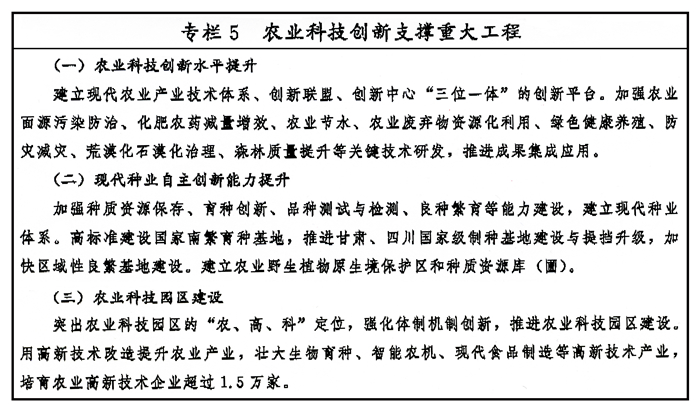 专栏 5 农业科技创新支撑重大工程
（一）农业科技创新水平提升
建立现代农业产业技术体系、创新联盟、创新中心“三位一体”的创新平台。加强农业
面源污染防治、化肥农药减量增效、农业节水、农业废弃物资源化利用、绿色健康养殖、防
灾减灾、荒漠化石漠化治理、森林质量提升等关键技术研发，推进成果集成应用。
（二）现代种业自主创新能力提升
加强种质资源保存、育种创新、品种测试与检测、良种繁育等能力建设，建立现代种业
体系。高标准建设国家南繁育种基地，推进甘肃、四川国家级制种基地建设与提档升级，加
快区域性良繁基地建设。建立农业野生植物原生境保护区和种质资源库（圃）。
（三）农业科技园区建设
突出农业科技园区的“农、高、科”定位，强化体制机制创新，推进农业科技园区建设。
用高新技术改造提升农业产业，壮大生物育种、智能农机、现代食品制造等高新技术产业，
培育农业高新技术企业超过 1.5 万家。